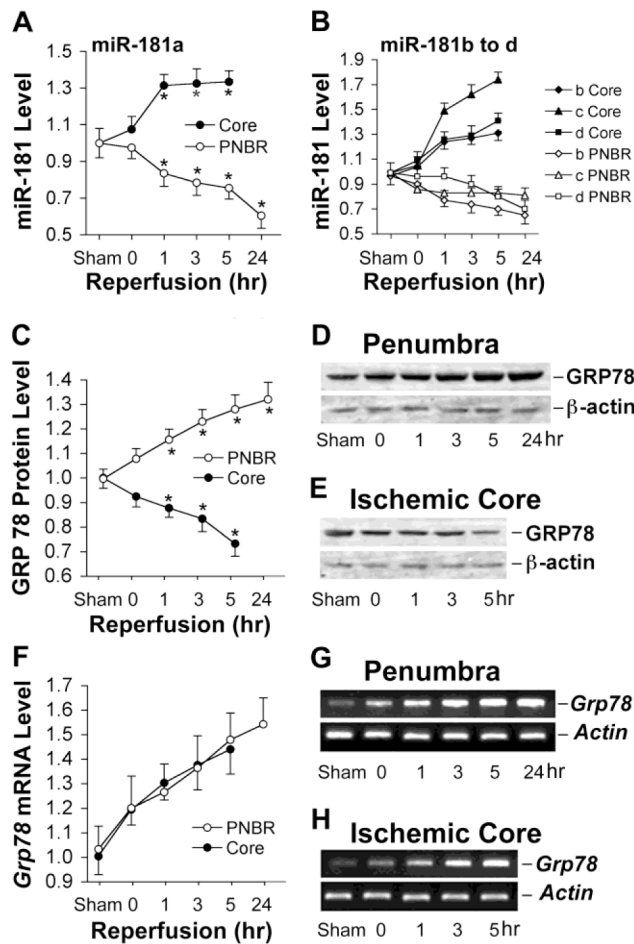 A
miR-181a
miR-181 Level
1.5
1.3
1.1
0.9
0.7
0.5
Core
PNBR
* * *
* * * *
Sham 0 1 3 5 24
Reperfusion (hr)
B
miR-181b to d
miR-181 Level
1.9
1.7
1.5
1.3
1.1
0.9
0.7
0.5
b Core
c Core
d Core
b PNBR
c PNBR
d PNBR
Sham 0 1 3 5 24
Reperfusion (hr)
C
GRP 78 Protein Level
1.4
1.3
1.2
1.1
1.0
0.9
0.8
0.7
0.6
* * * *
PNBR
Core
* * *
Sham 0 1 3 5 24
Reperfusion (hr)
D
Penumbra
GRP78
β-actin
Sham 0 1 3 5 24 hr
E
Ischemic Core
GRP78
β-actin
Sham 0 1 3 5 hr
F
Grp78 mRNA Level
1.7
1.6
1.5
1.4
1.3
1.2
1.1
1.0
0.9
PNBR
Core
Sham 0 1 3 5 24
Reperfusion (hr)
G
Penumbra
Grp78
Actin
Sham 0 1 3 5 24 hr
H
Ischemic Core
Grp78
Actin
Sham 0 1 3 5 hr